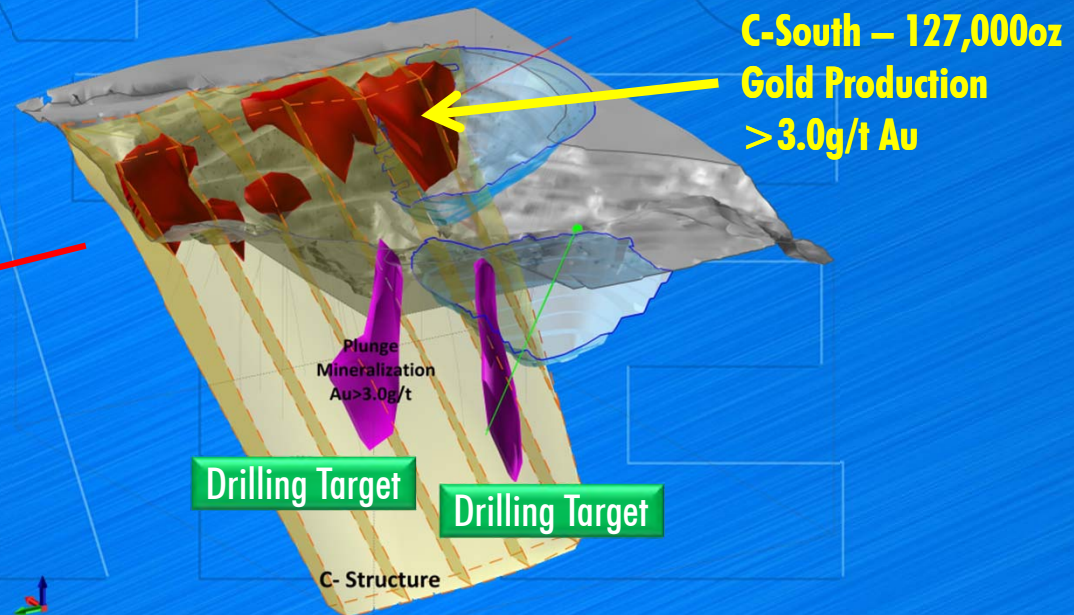 C-South – 127,000oz
Gold Production
>3.0g/t Au
Plunge
Mineralization
Au>3.0g/t
Drilling Target
Drilling Target
C- Structure